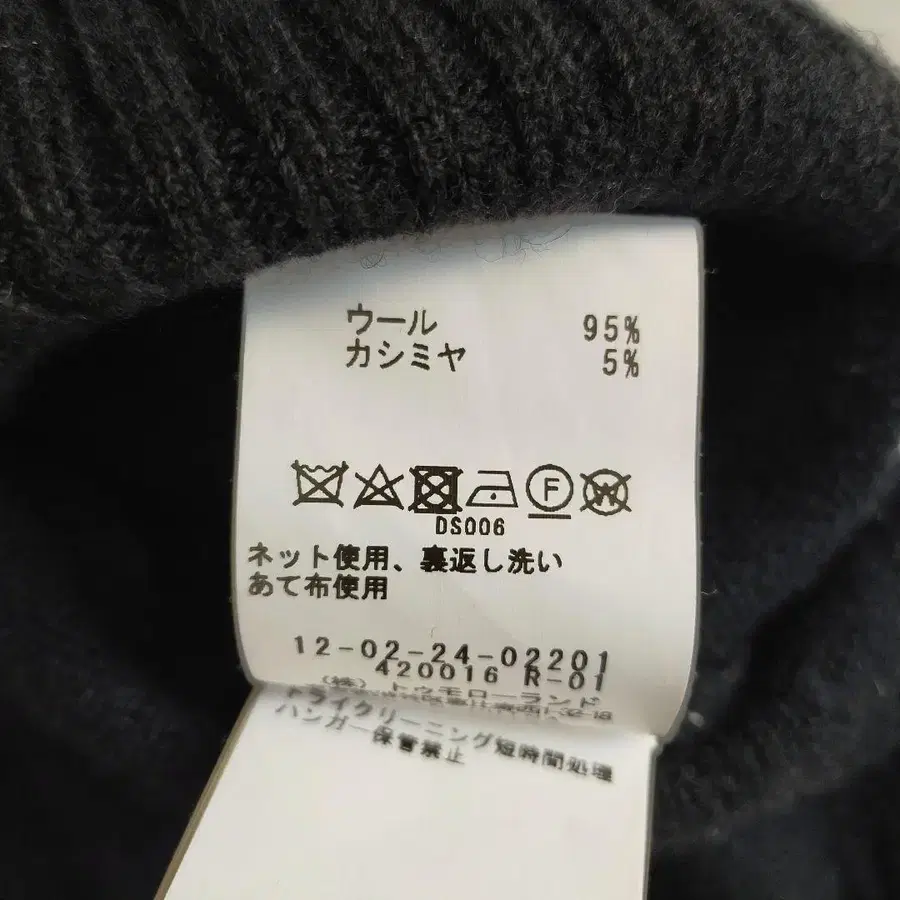 ウール 95%
カシミヤ 5%
F W
DS006
ネット使用、裏返し洗い
あて布使用
12-02-24-02201
420016 R-01
(株)トゥモローランド
1-32-18
ドライクリーニング短時間処理
ハンガー保管禁止